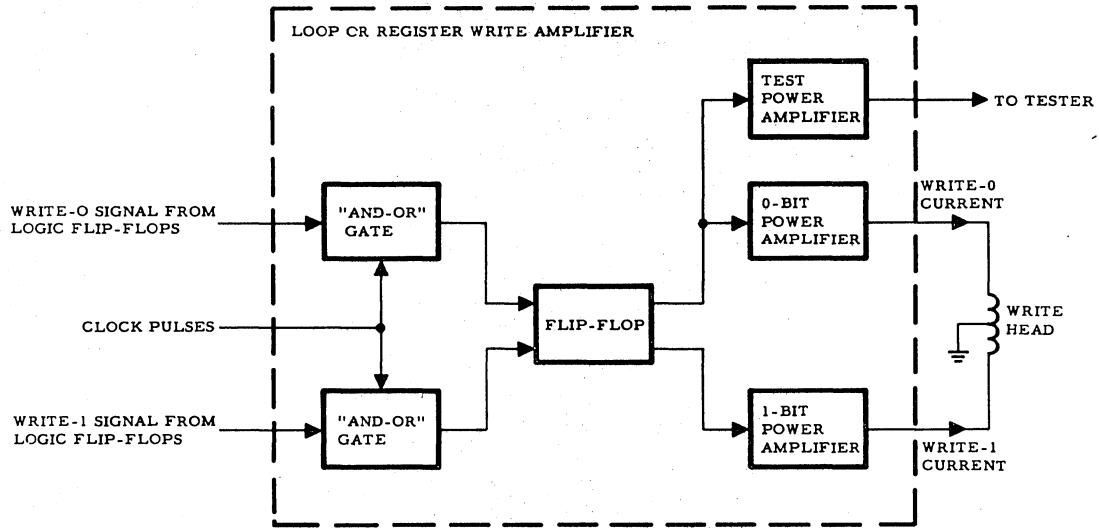 LOOP CR REGISTER WRITE AMPLIFIER
TEST
POWER
AMPLIFIER
TO TESTER
WRITE-O SIGNAL FROM
LOGIC FLIP-FLOPS
"AND-OR"
GATE
0-BIT
POWER
AMPLIFIER
WRITE-0
CURRENT
CLOCK PULSES
FLIP-FLOP
WRITE
HEAD
WRITE-1 SIGNAL FROM
LOGIC FLIP-FLOPS
"AND-OR"
GATE
1-BIT
POWER
AMPLIFIER
WRITE-1
CURRENT